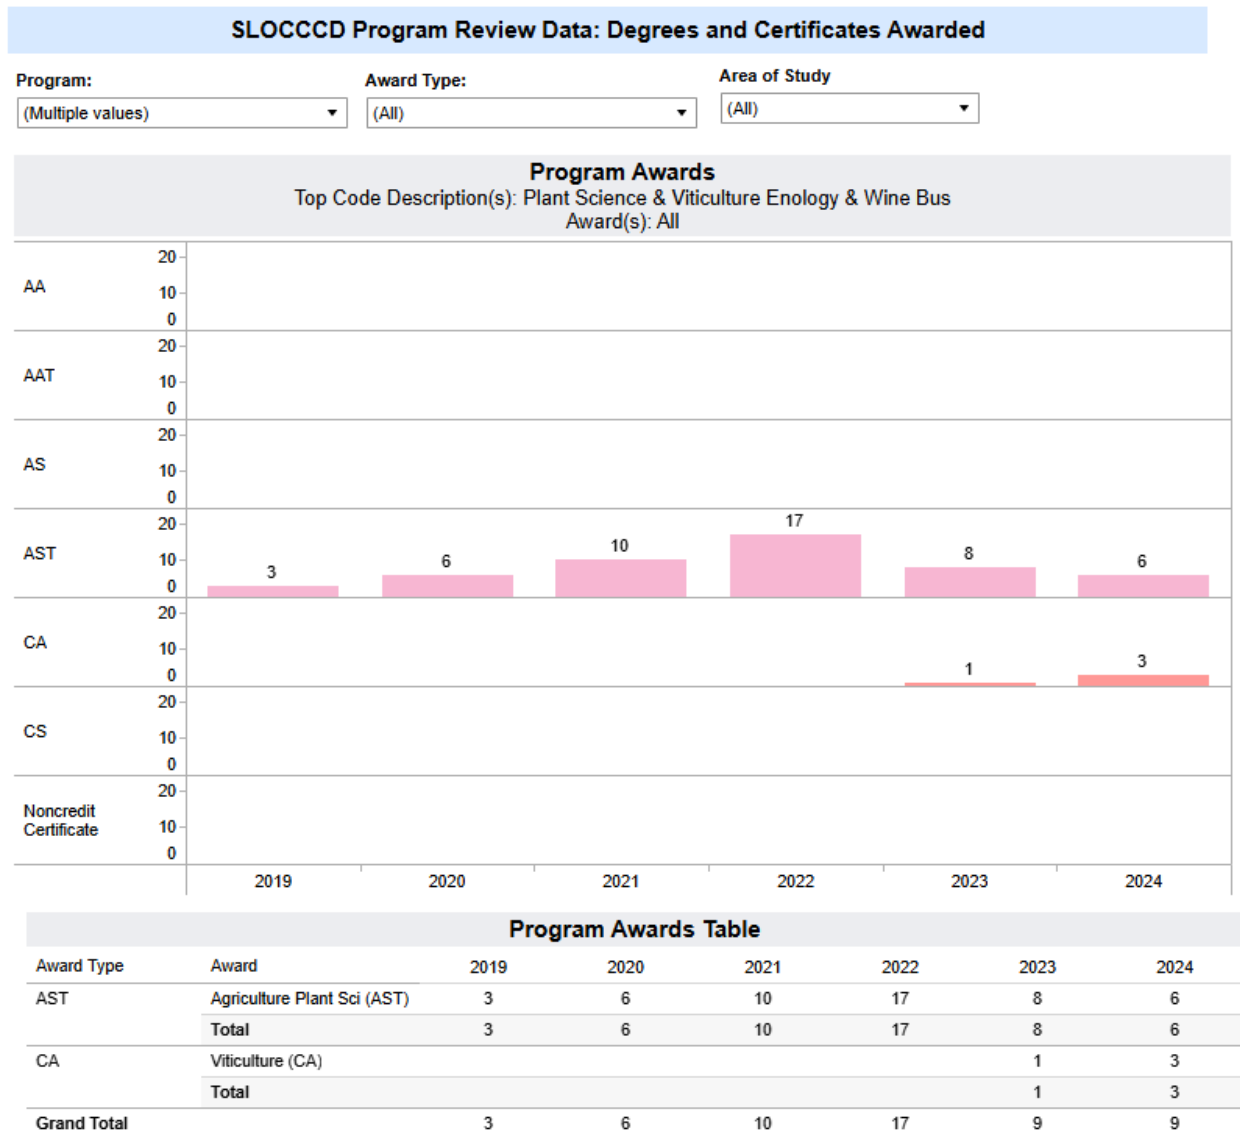 SLOCCCD Program Review Data: Degrees and Certificates Awarded
Program: Award Type: Area of Study
(Multiple values) (All) (All)
Program Awards
Top Code Description(s): Plant Science & Viticulture Enology & Wine Bus
Award(s): All
AA 20 10 0
AAT 20 10 0
AS 20 10 0
AST 20 10 0 3 6 10 17 8 6
CA 20 10 0 1 3
CS 20 10 0
Noncredit
Certificate 20 10 0
2019 2020 2021 2022 2023 2024
Program Awards Table
Award Type Award 2019 2020 2021 2022 2023 2024
AST Agriculture Plant Sci (AST) 3 6 10 17 8 6
Total 3 6 10 17 8 6
CA Viticulture (CA) 1 3
Total 1 3
Grand Total 3 6 10 17 9 9